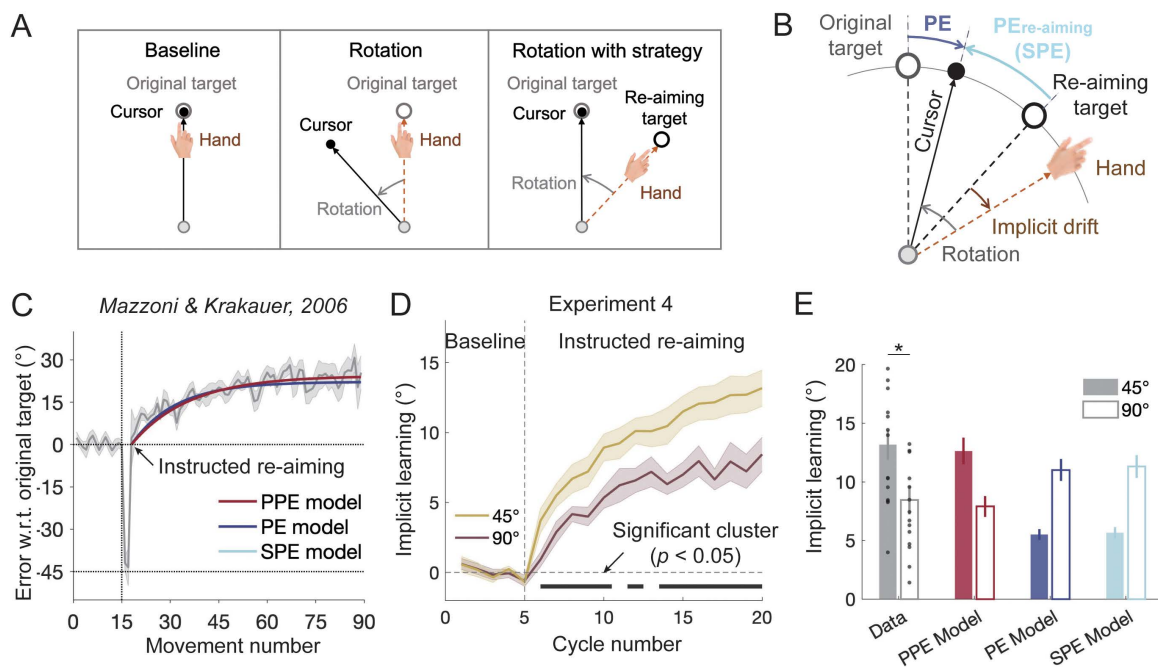 A
Baseline
Original target
Cursor
Hand
Rotation
Original target
Cursor
Hand
Rotation
Rotation with strategy
Original target
Cursor
Re-aiming
target
Rotation
Hand
B
Original
target
PE
PEre-aiming
(SPE)
Re-aiming
target
Cursor
Hand
Implicit drift
Rotation
C
Mazzoni & Krakauer, 2006
Error w.r.t. original target (°)
30
15
0
-15
-30
-45
Instructed re-aiming
PPE model
PE model
SPE model
0
15
30
45
60
75
90
Movement number
D
Experiment 4
Baseline
Instructed re-aiming
Implicit learning (°)
15
10
5
0
45°
90°
Significant cluster
(p < 0.05)
0
5
10
15
20
Cycle number
E
Implicit learning (°)
20
15
10
5
0
*
45°
90°
Data
PPE Model
PE Model
SPE Model